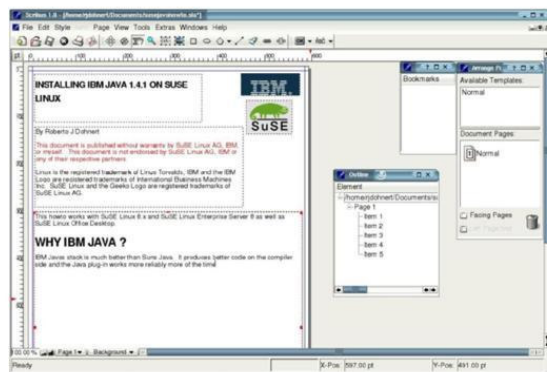 Scribus 1.0 - [/home/rjdohnert/Documents/susejavahowto.sla*]
File Edit Style Page View Tools Extras Windows Help
INSTALLING IBM JAVA 1.4.1 ON SUSE
LINUX
IBM.
SuSE
By Roberto J Dohnert
This document is published without warranty by SuSE Linux AG, IBM,
or myself. This document is not endorsed by SuSE Linux AG, IBM or
any of their respective partners
Linux is the registered trademark of Linus Torvalds, IBM and the IBM
Logo are registered trademarks of International Business Machines
Inc. SuSE Linux and the Geeko Logo are registered trademarks of
SuSE Linux AG.
This howto works with SuSE Linux 8.x and SuSE Linux Enterprise Server 8 as well as
SuSE Linux Office Desktop.
WHY IBM JAVA ?
IBM Javas stack is much better than Suns Java. It produces better code on the compiler
side and the Java plug-in works more reliably more of the time
Bookmarks
Arrange
Available Templates:
Normal
Document Pages:
1 Normal
Facing Pages
Outline
Element
/home/rjdohnert/Documents/su
Page 1
Item 1
Item 2
Item 3
Item 4
Item 5
100.00 % Page 1 Background
Ready X-Pos: 597.00 pt Y-Pos: 491.00 pt